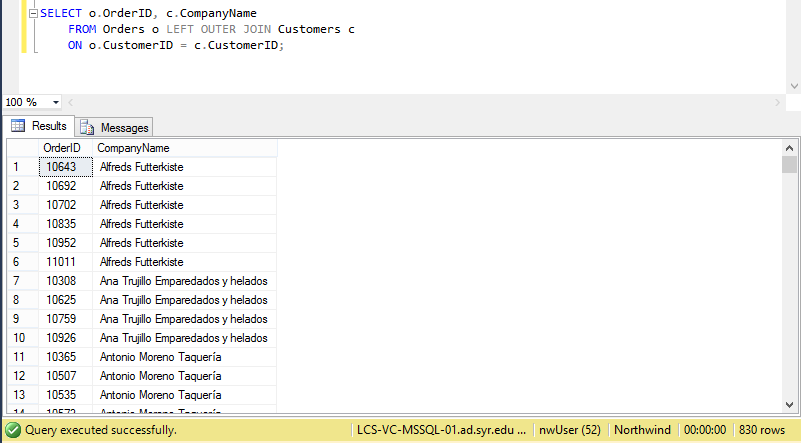 SELECT o.OrderID, c.CompanyName
FROM Orders o LEFT OUTER JOIN Customers c
ON o.CustomerID = c.CustomerID;
100 %
Results Messages
OrderID CompanyName
1 10643 Alfreds Futterkiste
2 10692 Alfreds Futterkiste
3 10702 Alfreds Futterkiste
4 10835 Alfreds Futterkiste
5 10952 Alfreds Futterkiste
6 11011 Alfreds Futterkiste
7 10308 Ana Trujillo Emparedados y helados
8 10625 Ana Trujillo Emparedados y helados
9 10759 Ana Trujillo Emparedados y helados
10 10926 Ana Trujillo Emparedados y helados
11 10365 Antonio Moreno Taquería
12 10507 Antonio Moreno Taquería
13 10535 Antonio Moreno Taquería
14 10573 Antonio Moreno Taquería
Query executed successfully. LCS-VC-MSSQL-01.ad.syr.edu ... nwUser (52) Northwind 00:00:00 830 rows